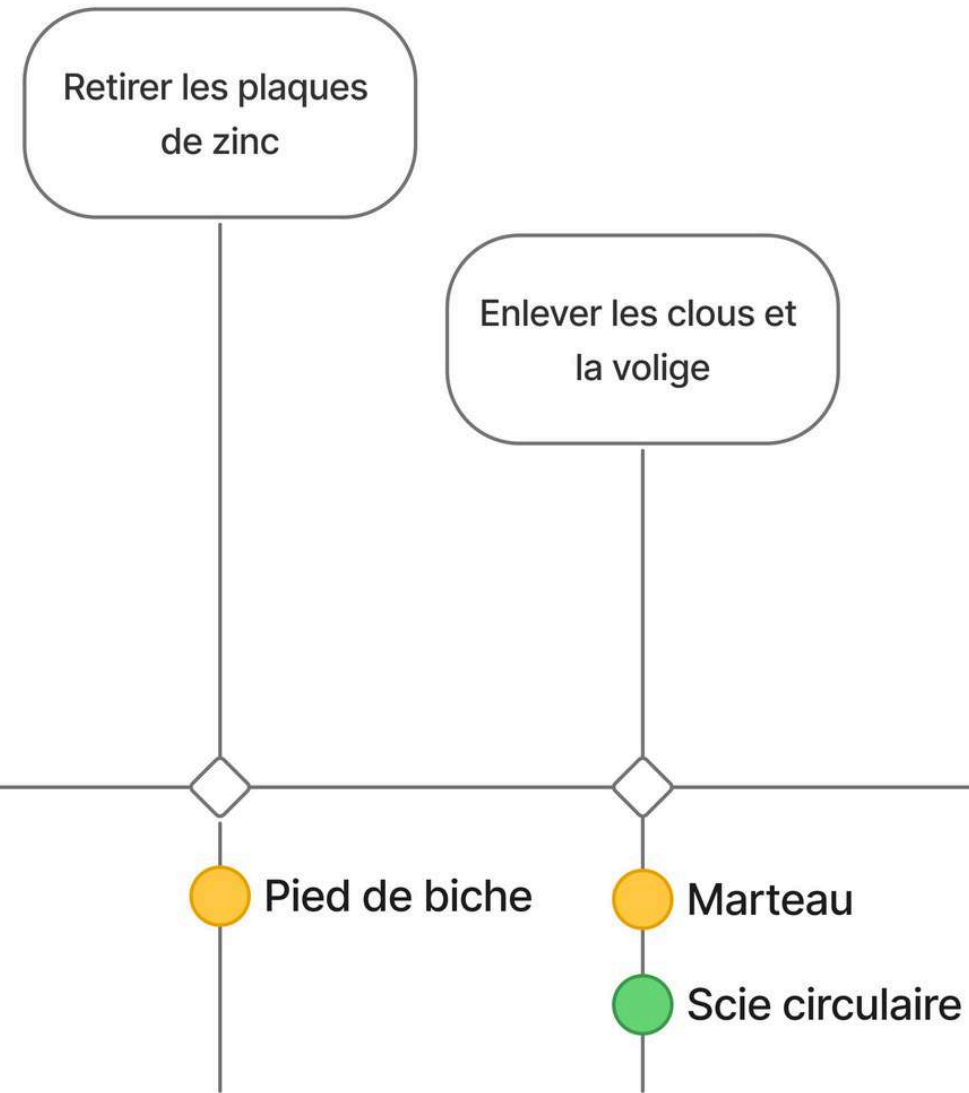 Retirer les plaques
de zinc
Enlever les clous et
la volige
Pied de biche
Marteau
Scie circulaire